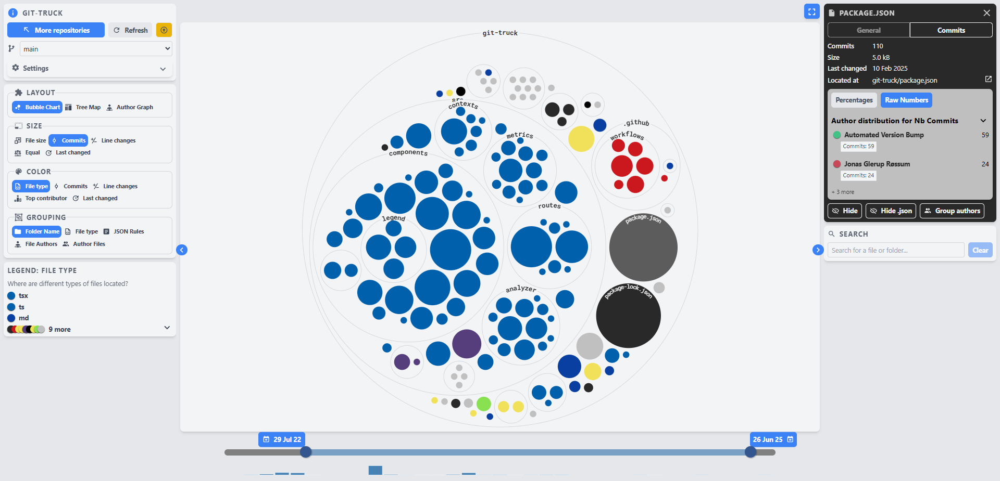 GIT-TRUCK
More repositories
Refresh
main
Settings
LAYOUT
Bubble Chart
Tree Map
Author Graph
SIZE
File size
Commits
Line changes
Equal
Last changed
COLOR
File type
Commits
Line changes
Top contributor
Last changed
GROUPING
Folder Name
File type
JSON Rules
File Authors
Author Files
LEGEND: FILE TYPE
Where are different types of files located?
tsx
ts
md
9 more
git-truck
src
contexts
components
metrics
.github
workflows
legend
routes
package.json
analyzer
package-lock.json
29 Jul 22
26 Jun 25
PACKAGE.JSON
General
Commits
Commits 110
Size 5.0 kB
Last changed 10 Feb 2025
Located at git-truck/package.json
Percentages
Raw Numbers
Author distribution for Nb Commits
Automated Version Bump 59
Commits: 59
Jonas Glerup Røssum 24
Commits: 24
+ 3 more
Hide
Hide .json
Group authors
SEARCH
Search for a file or folder...
Clear